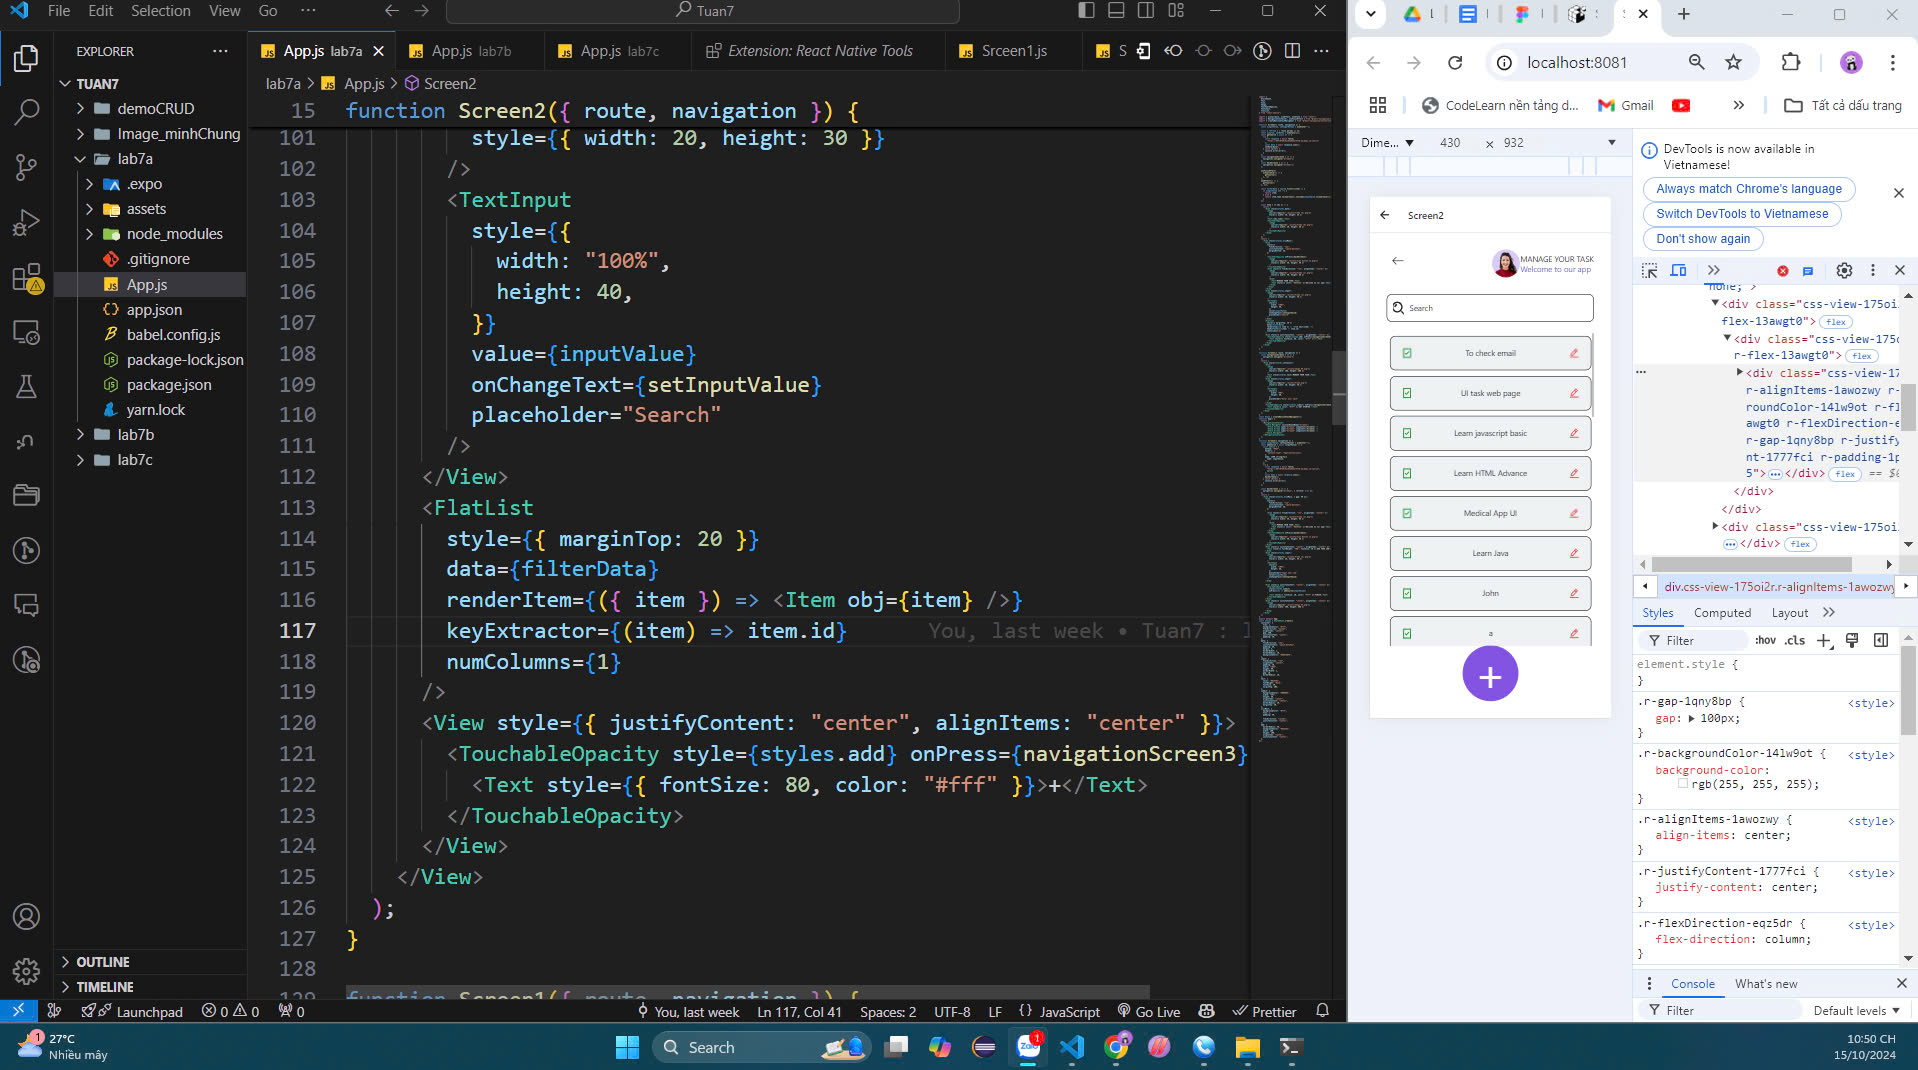 File Edit Selection View Go ··· Tuan7
EXPLORER
TUAN7
demoCRUD
Image_minhChung
lab7a
.expo
assets
node_modules
.gitignore
App.js
app.json
babel.config.js
package-lock.json
package.json
yarn.lock
lab7b
lab7c
OUTLINE
TIMELINE
App.js lab7a
App.js lab7b
App.js lab7c
Extension: React Native Tools
Srceen1.js
S
lab7a > App.js > Screen2
15 function Screen2({ route, navigation }) {
101 style={{ width: 20, height: 30 }}
102 />
103 <TextInput
104 style={{
105 width: "100%",
106 height: 40,
107 }}
108 value={inputValue}
109 onChangeText={setInputValue}
110 placeholder="Search"
111 />
112 </View>
113 <FlatList
114 style={{ marginTop: 20 }}
115 data={filterData}
116 renderItem={({ item }) => <Item obj={item} />}
117 keyExtractor={(item) => item.id} You, last week • Tuan7 : l
118 numColumns={1}
119 />
120 <View style={{ justifyContent: "center", alignItems: "center" }}>
121 <TouchableOpacity style={styles.add} onPress={navigationScreen3}
122 <Text style={{ fontSize: 80, color: "#fff" }}>+</Text>
123 </TouchableOpacity>
124 </View>
125 </View>
126 );
127 }
128
129 function Screen1({ route, navigation }) {
Launchpad 0 0 0 You, last week Ln 117, Col 41 Spaces: 2 UTF-8 LF {} JavaScript Go Live Prettier
localhost:8081
CodeLearn nền tảng d... Gmail Tất cả dấu trang
Dime... 430 × 932
Screen2
MANAGE YOUR TASK
Welcome to our app
Search
To check email
UI task web page
Learn javascript basic
Learn HTML Advance
Medical App UI
Learn Java
John
a
+
DevTools is now available in
Vietnamese!
Always match Chrome's language
Switch DevTools to Vietnamese
Don't show again
none; >
<div class="css-view-175oi
flex-13awgt0"> flex
<div class="css-view-175c
r-flex-13awgt0"> flex
<div class="css-view-17
r-alignItems-1awozwy r-
roundColor-14lw9ot r-fl
awgt0 r-flexDirection-e
r-gap-1qny8bp r-justify
nt-1777fci r-padding-1p
5"> ··· </div> flex == $0
</div>
</div>
<div class="css-view-175oi
··· </div> flex
div.css-view-175oi2r.r-alignItems-1awozwy
Styles Computed Layout
Filter :hov .cls
element.style {
}
.r-gap-1qny8bp { <style>
gap: 100px;
}
.r-backgroundColor-14lw9ot { <style>
background-color:
rgb(255, 255, 255);
}
.r-alignItems-1awozwy { <style>
align-items: center;
}
.r-justifyContent-1777fci { <style>
justify-content: center;
}
.r-flexDirection-eqz5dr { <style>
flex-direction: column;
}
Console What's new
Filter Default levels
1
27°C
Nhiều mây
Search
Zalo
1
10:50 CH
15/10/2024